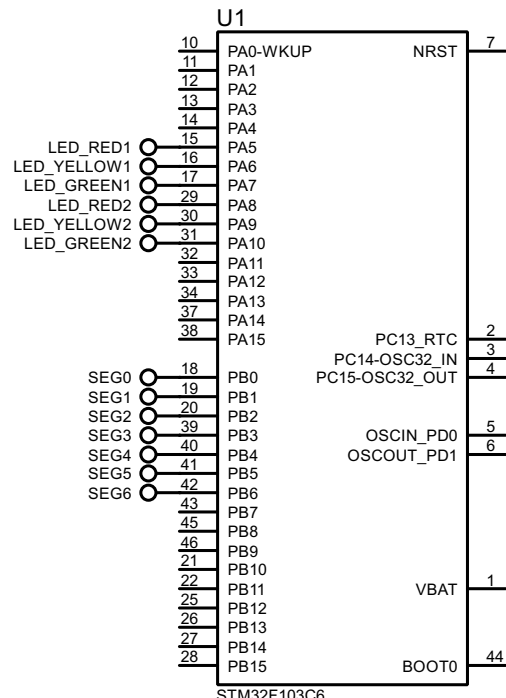 U1
10 PA0-WKUP NRST 7
11 PA1
12 PA2
13 PA3
14 PA4
LED_RED1 15 PA5
LED_YELLOW1 16 PA6
LED_GREEN1 17 PA7
LED_RED2 29 PA8
LED_YELLOW2 30 PA9
LED_GREEN2 31 PA10
32 PA11
33 PA12
34 PA13
37 PA14
38 PA15 PC13_RTC 2
PC14-OSC32_IN 3
SEG0 18 PB0 PC15-OSC32_OUT 4
SEG1 19 PB1
SEG2 20 PB2
SEG3 39 PB3 OSCIN_PD0 5
SEG4 40 PB4 OSCOUT_PD1 6
SEG5 41 PB5
SEG6 42 PB6
43 PB7
45 PB8
46 PB9
21 PB10
22 PB11 VBAT 1
25 PB12
26 PB13
27 PB14
28 PB15 BOOT0 44
STM32F103C6